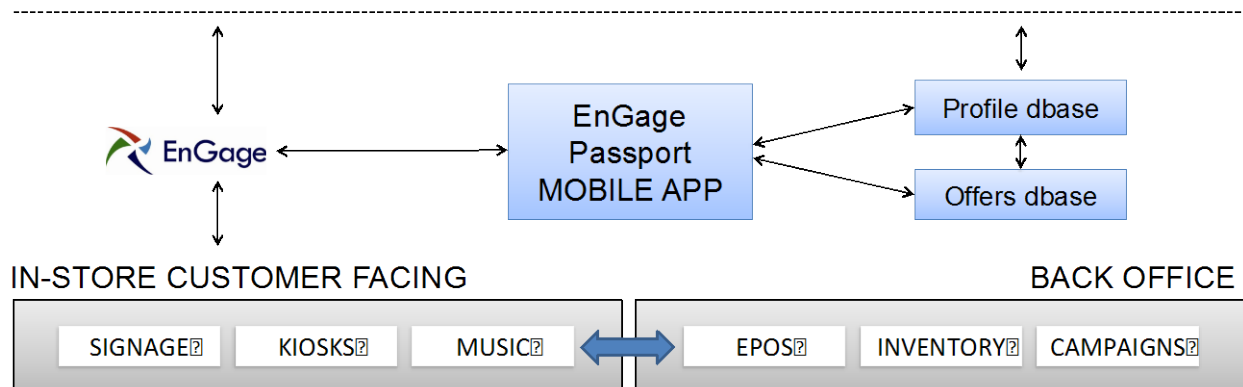 EnGage
EnGage
Passport
MOBILE APP
Profile dbase
Offers dbase
IN-STORE CUSTOMER FACING
BACK OFFICE
SIGNAGE⍰
KIOSKS⍰
MUSIC⍰
EPOS⍰
INVENTORY⍰
CAMPAIGNS⍰